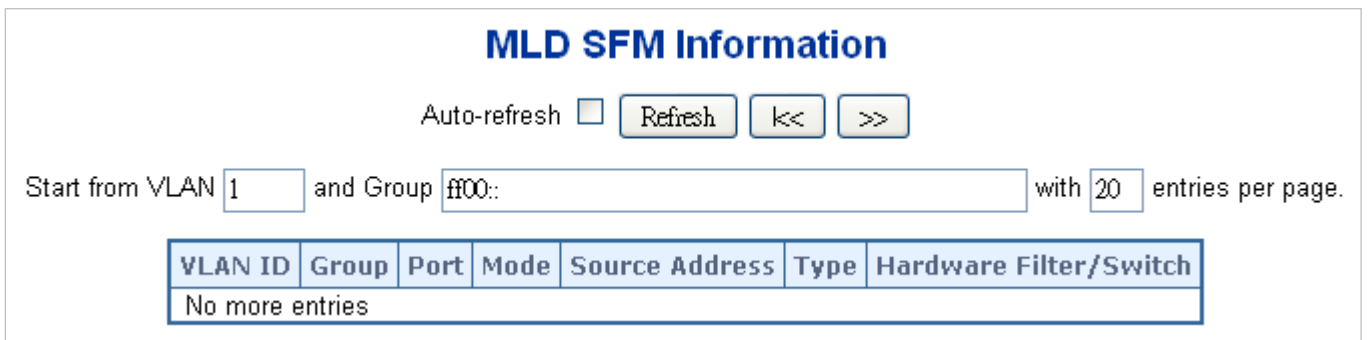 MLD SFM Information
Auto-refresh Refresh |<< >>
Start from VLAN 1 and Group ff00:: with 20 entries per page.
VLAN ID Group Port Mode Source Address Type Hardware Filter/Switch
No more entries